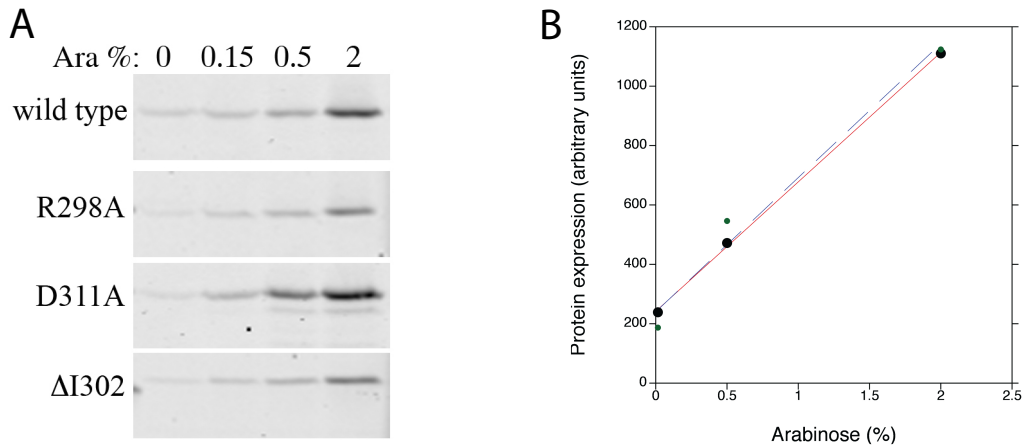 A
Ara %: 0 0.15 0.5 2
wild type
R298A
D311A
ΔI302
B
Protein expression (arbitrary units)
1200
1000
800
600
400
200
0
0 0.5 1 1.5 2 2.5
Arabinose (%)